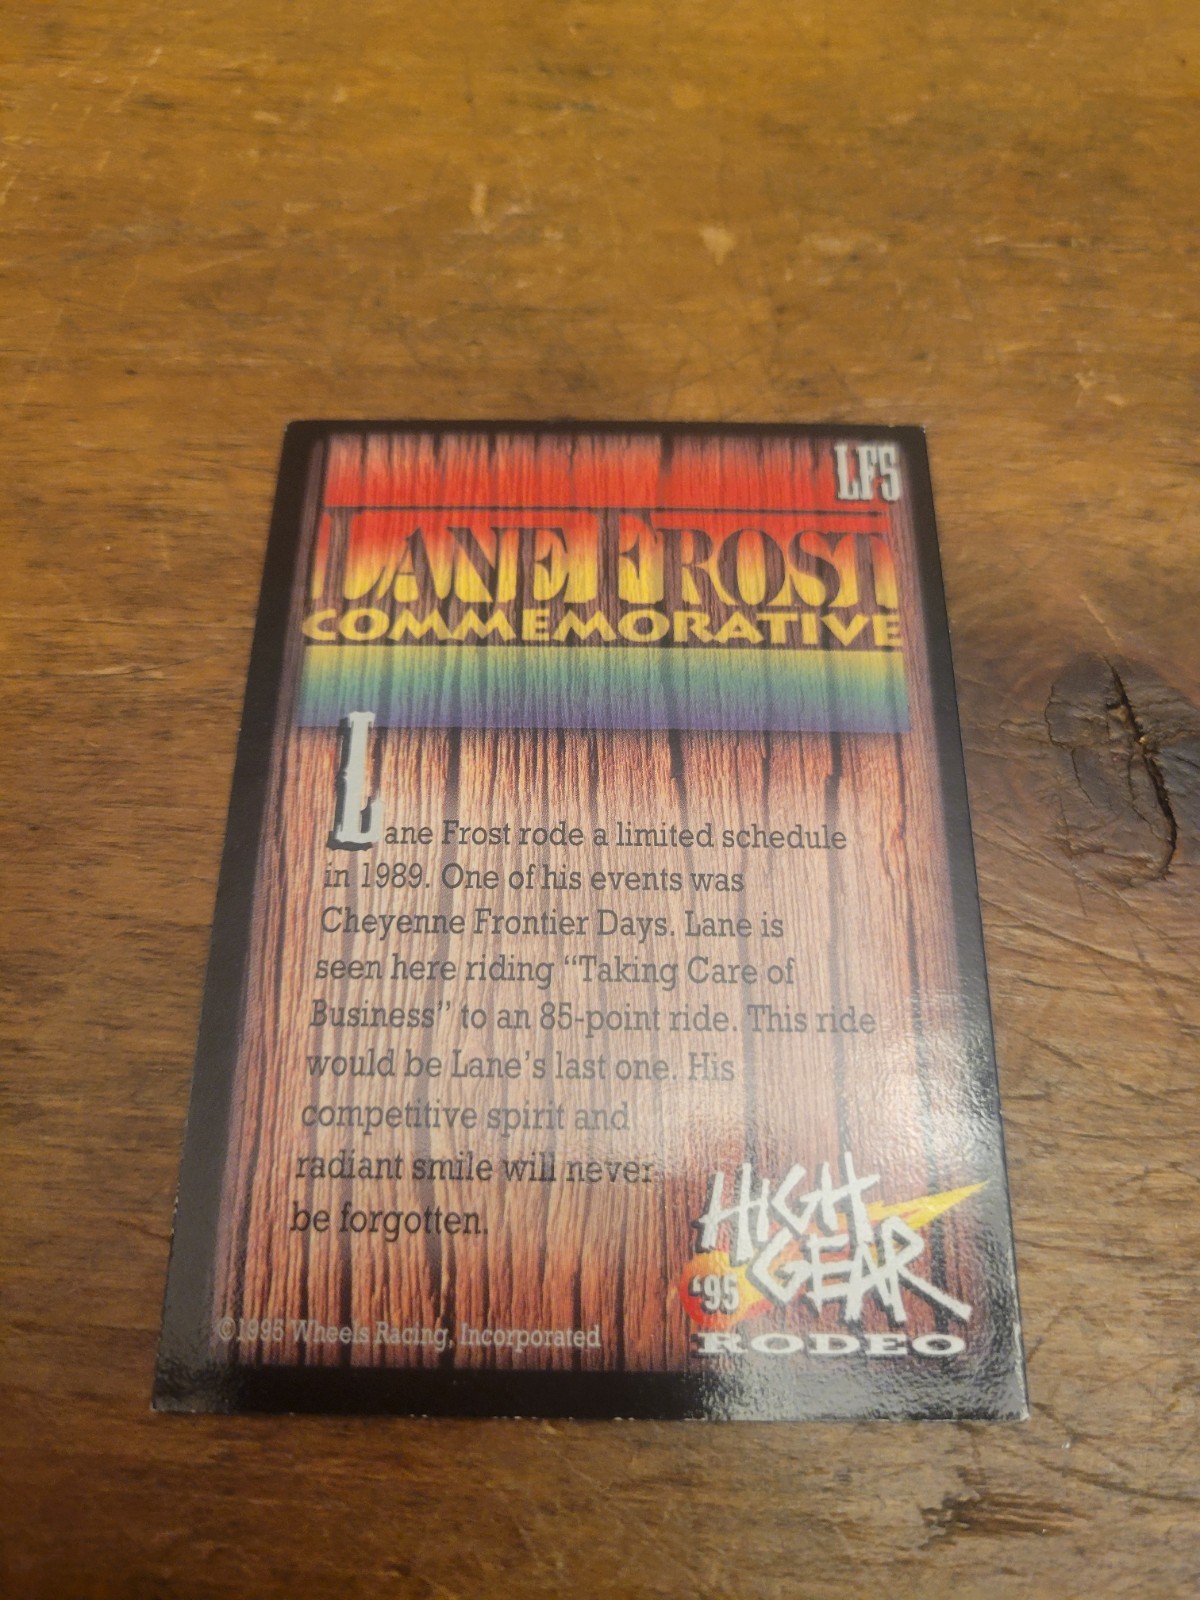 LF5
LANE FROST
COMMEMORATIVE
Lane Frost rode a limited schedule
in 1989. One of his events was
Cheyenne Frontier Days. Lane is
seen here riding “Taking Care of
Business” to an 85-point ride. This ride
would be Lane’s last one. His
competitive spirit and
radiant smile will never
be forgotten.
HIGH
GEAR
‘95
RODEO
©1995 Wheels Racing, Incorporated